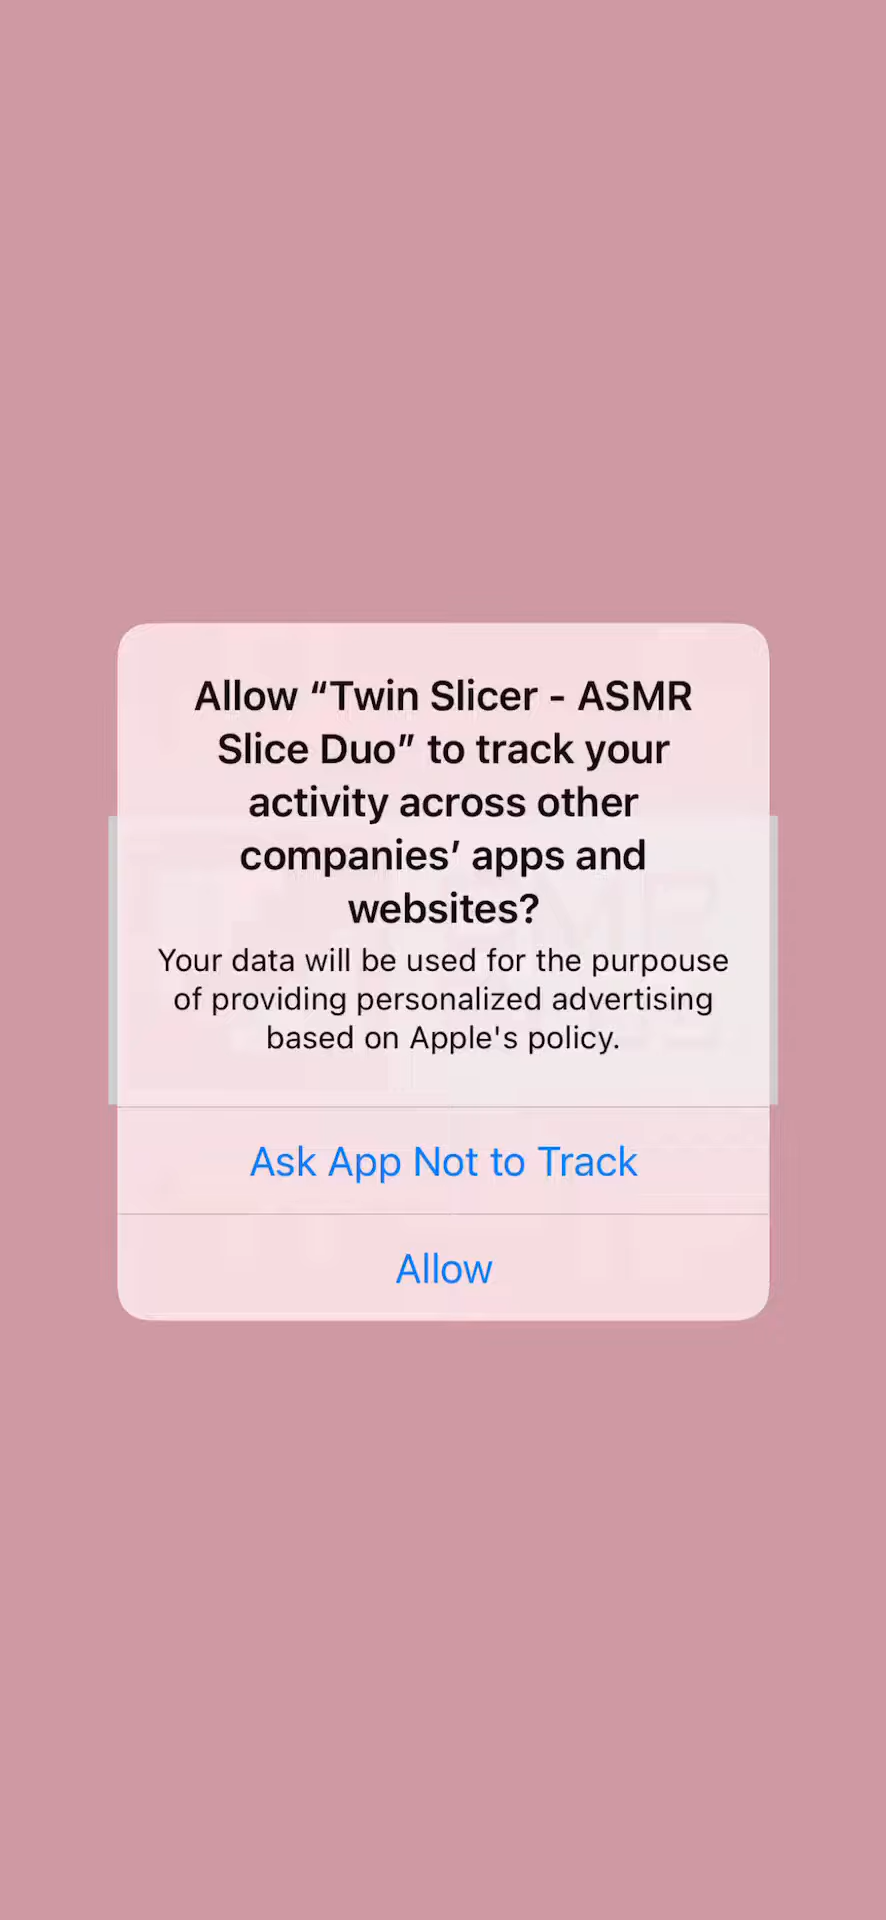 Allow “Twin Slicer - ASMR
Slice Duo” to track your
activity across other
companies’ apps and
websites?
Your data will be used for the purpouse
of providing personalized advertising
based on Apple's policy.
Ask App Not to Track
Allow